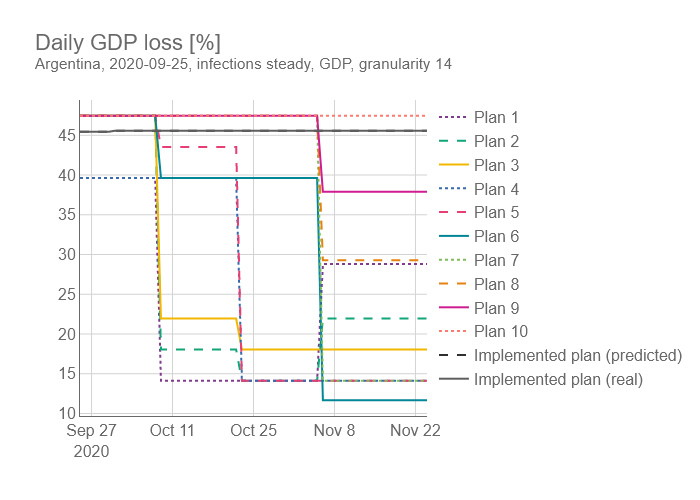 Daily GDP loss [%]
Argentina, 2020-09-25, infections steady, GDP, granularity 14
45
40
35
30
25
20
15
10
Sep 27
2020
Oct 11
Oct 25
Nov 8
Nov 22
Plan 1
Plan 2
Plan 3
Plan 4
Plan 5
Plan 6
Plan 7
Plan 8
Plan 9
Plan 10
Implemented plan (predicted)
Implemented plan (real)